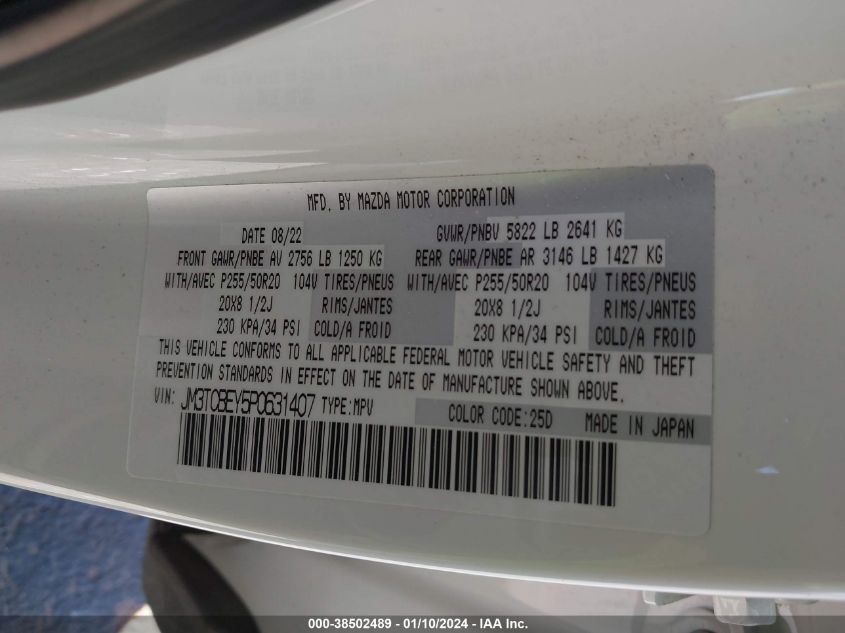 MFD. BY MAZDA MOTOR CORPORATION
DATE 08/22 GVWR/PNBV 5822 LB 2641 KG
FRONT GAWR/PNBE AV 2756 LB 1250 KG REAR GAWR/PNBE AR 3146 LB 1427 KG
WITH/AVEC P255/50R20 104V TIRES/PNEUS WITH/AVEC P255/50R20 104V TIRES/PNEUS
20X8 1/2J RIMS/JANTES 20X8 1/2J RIMS/JANTES
230 KPA/34 PSI COLD/A FROID 230 KPA/34 PSI COLD/A FROID
THIS VEHICLE CONFORMS TO ALL APPLICABLE FEDERAL MOTOR VEHICLE SAFETY AND THEFT
PREVENTION STANDARDS IN EFFECT ON THE DATE OF MANUFACTURE SHOWN ABOVE.
VIN: JM3TCBEY5P0631407 TYPE:MPV COLOR CODE:25D MADE IN JAPAN
000-38502489 - 01/10/2024 - IAA Inc.